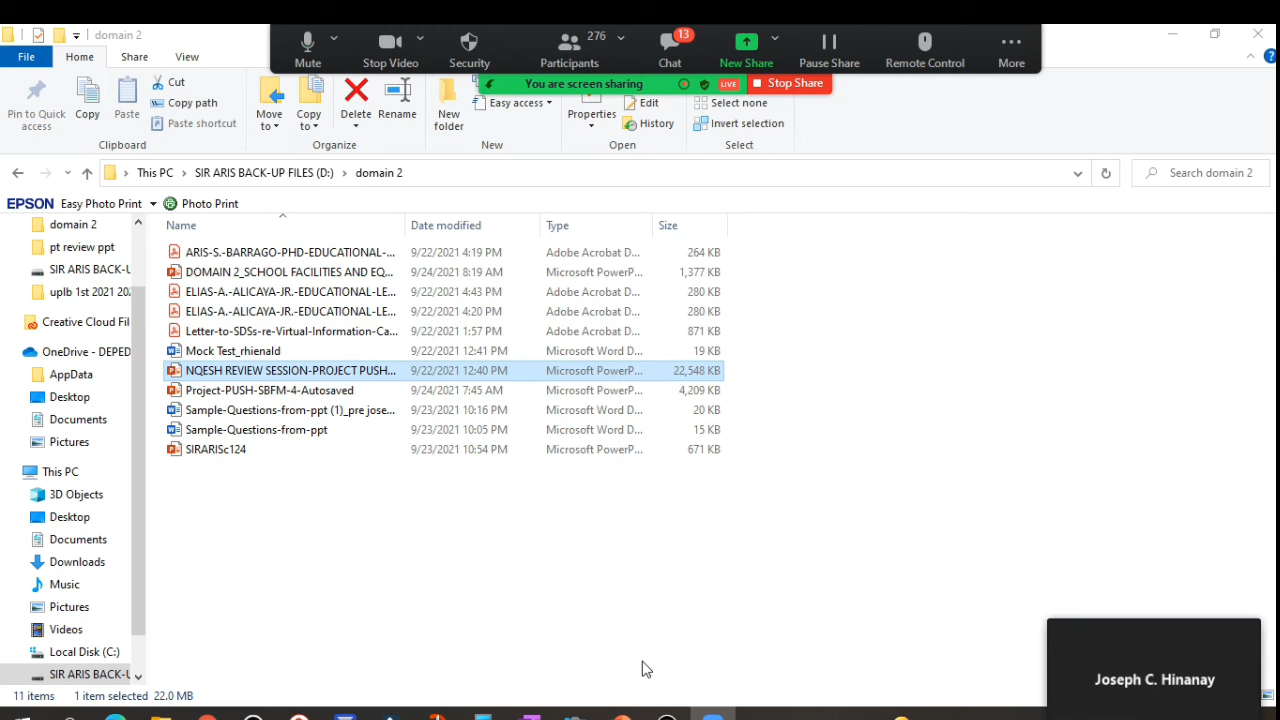 domain 2
Mute
Stop Video
Security
276
Participants
13
Chat
New Share
Pause Share
Remote Control
More
You are screen sharing
LIVE
Stop Share
File
Home
Share
View
Pin to Quick
access
Copy
Paste
Cut
Copy path
Paste shortcut
Clipboard
Move
to
Copy
to
Delete
Rename
Organize
New
folder
Easy access
New
Properties
Edit
History
Open
Select none
Invert selection
Select
This PC
SIR ARIS BACK-UP FILES (D:)
domain 2
Search domain 2
EPSON
Easy Photo Print
Photo Print
domain 2
pt review ppt
SIR ARIS BACK-U
uplb 1st 2021 202
Creative Cloud Fil
OneDrive - DEPED
AppData
Desktop
Documents
Pictures
This PC
3D Objects
Desktop
Documents
Downloads
Music
Pictures
Videos
Local Disk (C:)
SIR ARIS BACK-U
Name Date modified Type Size
ARIS-S.-BARRAGO-PHD-EDUCATIONAL-... 9/22/2021 4:19 PM Adobe Acrobat D... 264 KB
DOMAIN 2_SCHOOL FACILITIES AND EQ... 9/24/2021 8:19 AM Microsoft PowerP... 1,377 KB
ELIAS-A.-ALICAYA-JR.-EDUCATIONAL-LE... 9/22/2021 4:43 PM Adobe Acrobat D... 280 KB
ELIAS-A.-ALICAYA-JR.-EDUCATIONAL-LE... 9/22/2021 4:20 PM Adobe Acrobat D... 280 KB
Letter-to-SDSs-re-Virtual-Information-Ca... 9/22/2021 1:57 PM Adobe Acrobat D... 871 KB
Mock Test_rhienald 9/22/2021 12:41 PM Microsoft Word D... 19 KB
NQESH REVIEW SESSION-PROJECT PUSH... 9/22/2021 12:40 PM Microsoft PowerP... 22,548 KB
Project-PUSH-SBFM-4-Autosaved 9/24/2021 7:45 AM Microsoft PowerP... 4,209 KB
Sample-Questions-from-ppt (1)_pre jose... 9/23/2021 10:16 PM Microsoft Word D... 20 KB
Sample-Questions-from-ppt 9/23/2021 10:05 PM Microsoft Word D... 15 KB
SIRARISc124 9/23/2021 10:54 PM Microsoft PowerP... 671 KB
Joseph C. Hinanay
11 items 1 item selected 22.0 MB